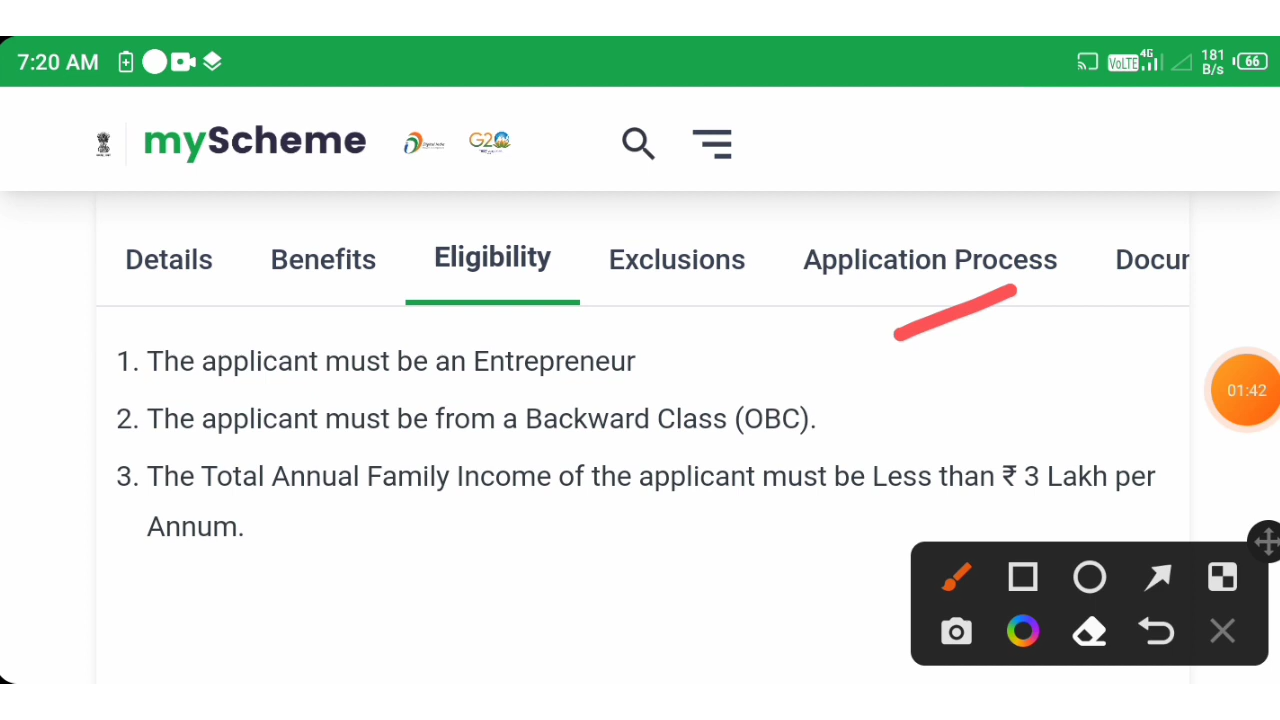 7:20 AM
VoLTE 4G 181 B/s 66
myScheme G20
Details Benefits Eligibility Exclusions Application Process Docur
1. The applicant must be an Entrepreneur
2. The applicant must be from a Backward Class (OBC).
3. The Total Annual Family Income of the applicant must be Less than ₹ 3 Lakh per
Annum.
01:42